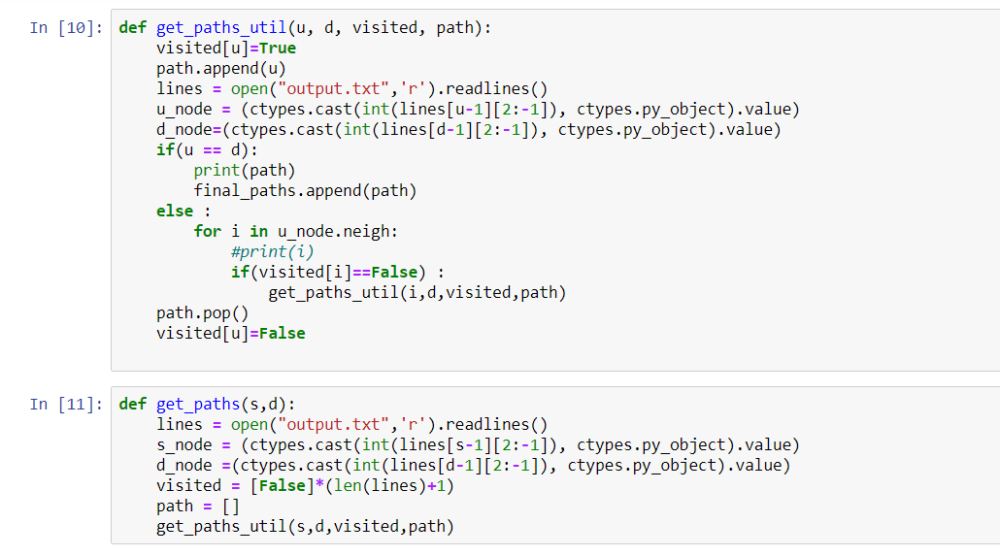 In [10]: def get_paths_util(u, d, visited, path):
    visited[u]=True
    path.append(u)
    lines = open("output.txt",'r').readlines()
    u_node = (ctypes.cast(int(lines[u-1][2:-1]), ctypes.py_object).value)
    d_node=(ctypes.cast(int(lines[d-1][2:-1]), ctypes.py_object).value)
    if(u == d):
        print(path)
        final_paths.append(path)
    else :
        for i in u_node.neigh:
            #print(i)
            if(visited[i]==False) :
                get_paths_util(i,d,visited,path)
    path.pop()
    visited[u]=False
In [11]: def get_paths(s,d):
    lines = open("output.txt",'r').readlines()
    s_node = (ctypes.cast(int(lines[s-1][2:-1]), ctypes.py_object).value)
    d_node =(ctypes.cast(int(lines[d-1][2:-1]), ctypes.py_object).value)
    visited = [False]*(len(lines)+1)
    path = []
    get_paths_util(s,d,visited,path)